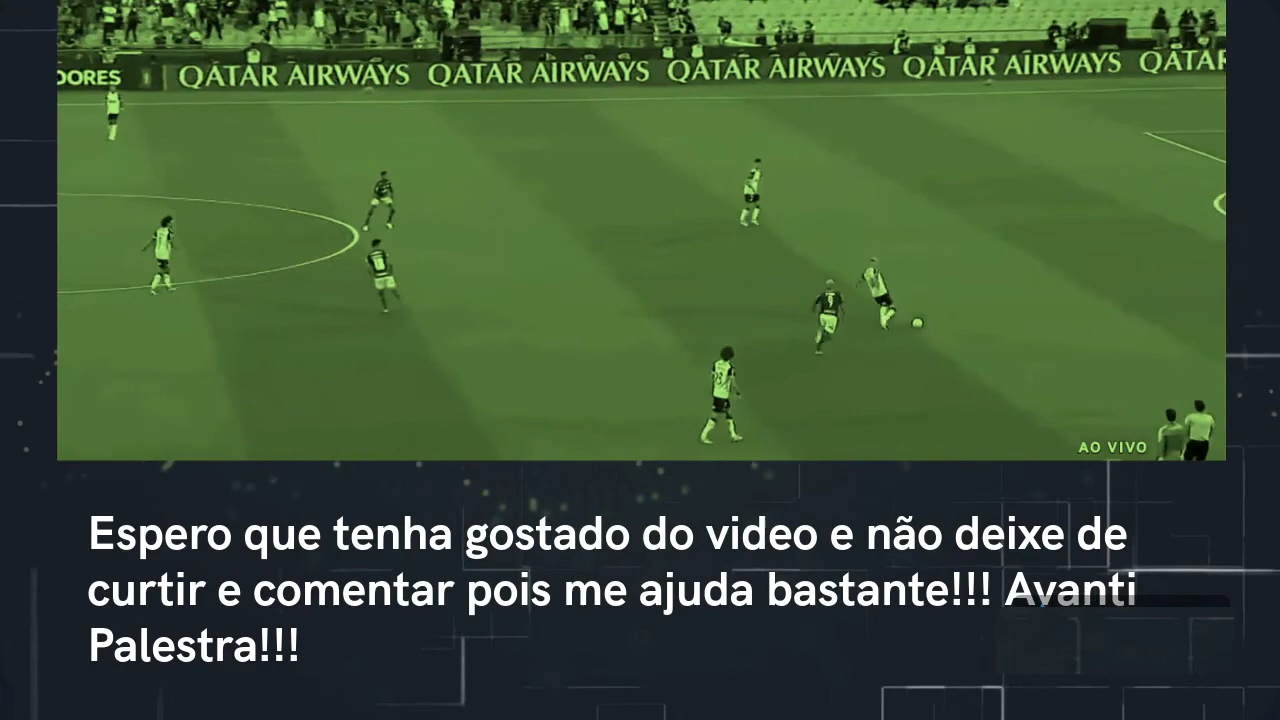 DORES QATAR AIRWAYS QATAR AIRWAYS QATAR AIRWAYS QATAR AIRWAYS QATAR
9
AO VIVO
Espero que tenha gostado do video e não deixe de
curtir e comentar pois me ajuda bastante!!! Avanti
Palestra!!!